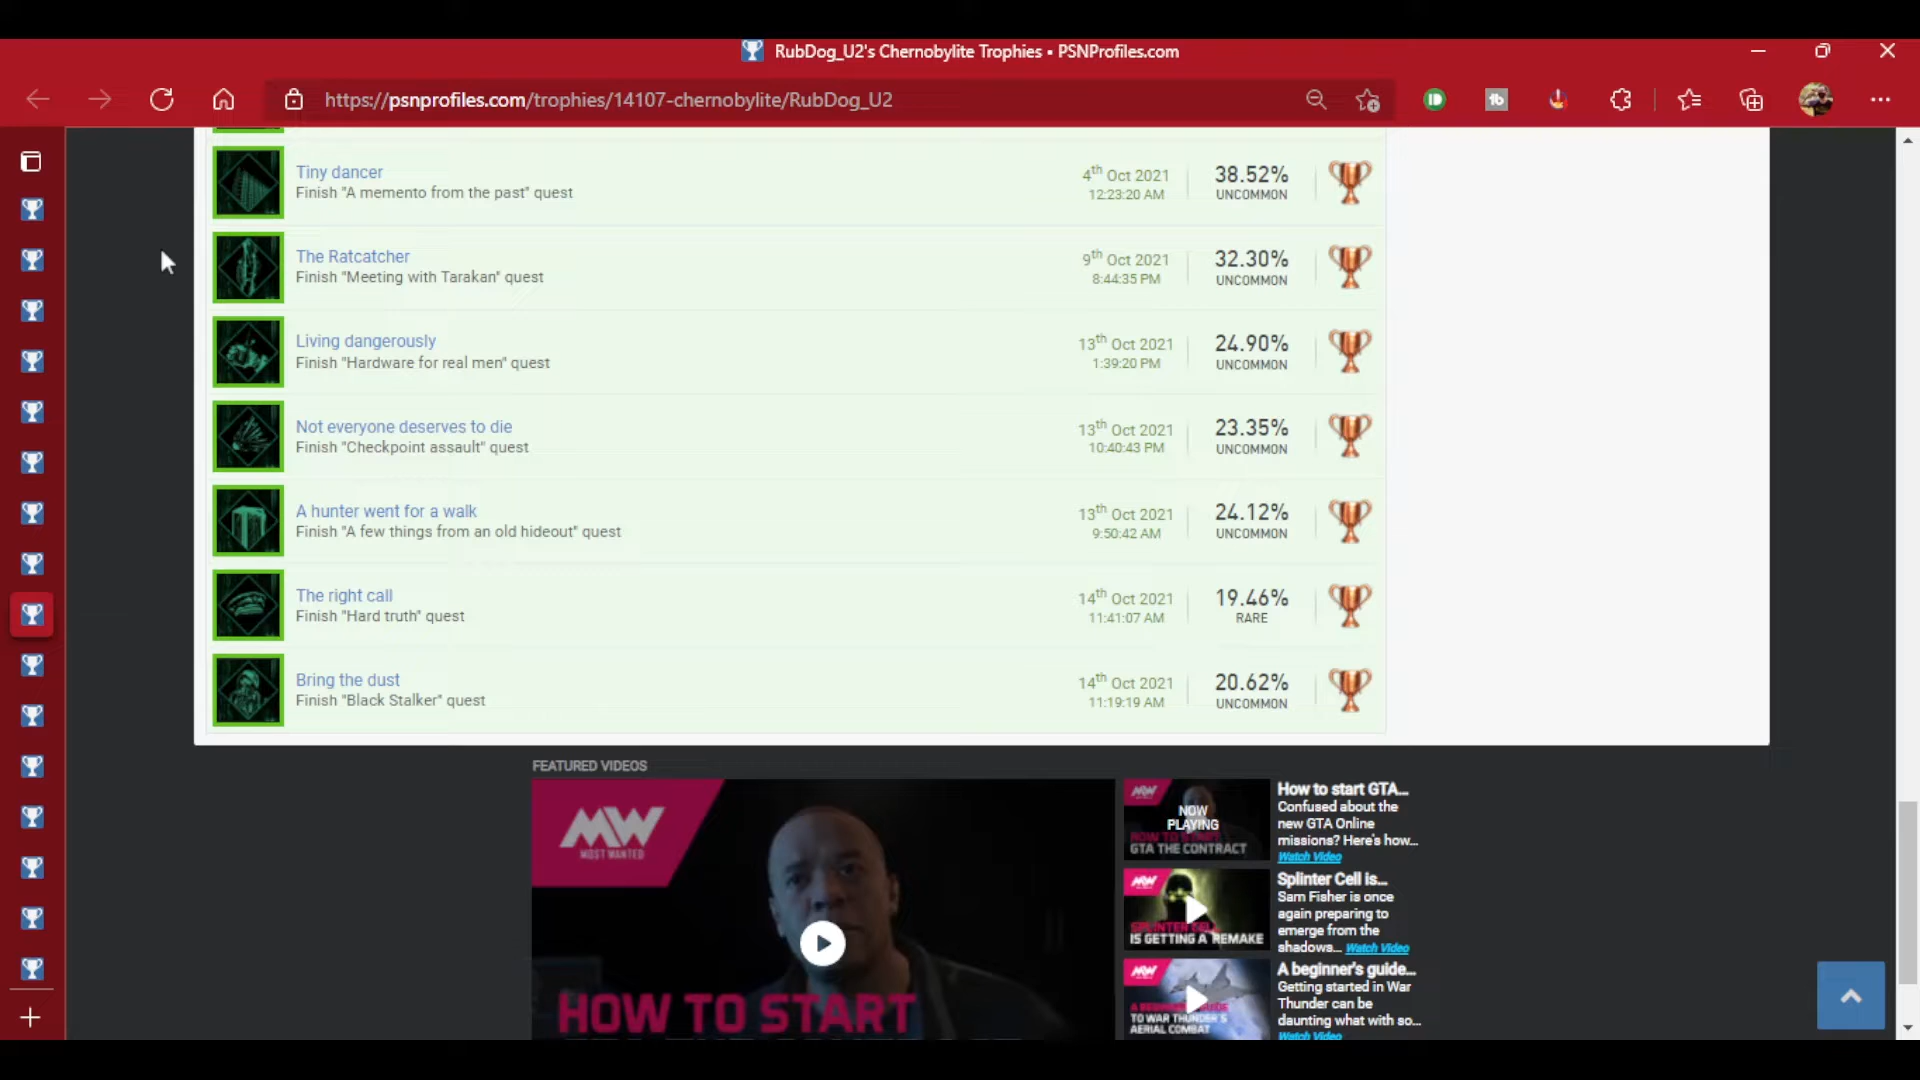 RubDog_U2's Chernobylite Trophies • PSNProfiles.com
https://psnprofiles.com/trophies/14107-chernobylite/RubDog_U2
Tiny dancer
Finish "A memento from the past" quest
4th Oct 2021
12:23:20 AM
38.52%
UNCOMMON
The Ratcatcher
Finish "Meeting with Tarakan" quest
9th Oct 2021
8:44:35 PM
32.30%
UNCOMMON
Living dangerously
Finish "Hardware for real men" quest
13th Oct 2021
1:39:20 PM
24.90%
UNCOMMON
Not everyone deserves to die
Finish "Checkpoint assault" quest
13th Oct 2021
10:40:43 PM
23.35%
UNCOMMON
A hunter went for a walk
Finish "A few things from an old hideout" quest
13th Oct 2021
9:50:42 AM
24.12%
UNCOMMON
The right call
Finish "Hard truth" quest
14th Oct 2021
11:41:07 AM
19.46%
RARE
Bring the dust
Finish "Black Stalker" quest
14th Oct 2021
11:19:19 AM
20.62%
UNCOMMON
FEATURED VIDEOS
MW
MOST WANTED
HOW TO START
MW
NOW
PLAYING
HOW TO START
GTA THE CONTRACT
How to start GTA...
Confused about the
new GTA Online
missions? Here's how...
Watch Video
MW
SPLINTER CELL
IS GETTING A REMAKE
Splinter Cell is...
Sam Fisher is once
again preparing to
emerge from the
shadows... Watch Video
MW
A BEGINNER'S GUIDE
TO WAR THUNDER'S
AERIAL COMBAT
A beginner's guide...
Getting started in War
Thunder can be
daunting what with so...
Watch Video